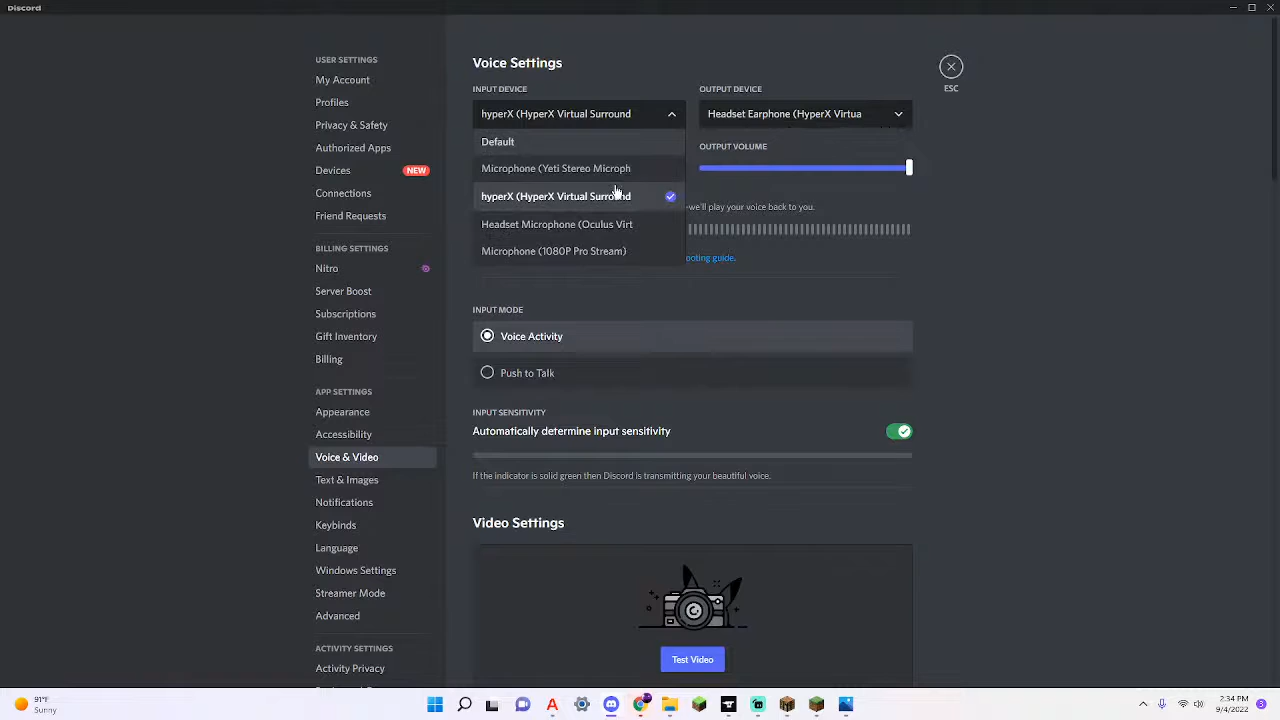 Discord
USER SETTINGS
My Account
Profiles
Privacy & Safety
Authorized Apps
Devices
NEW
Connections
Friend Requests
BILLING SETTINGS
Nitro
Server Boost
Subscriptions
Gift Inventory
Billing
APP SETTINGS
Appearance
Accessibility
Voice & Video
Text & Images
Notifications
Keybinds
Language
Windows Settings
Streamer Mode
Advanced
ACTIVITY SETTINGS
Activity Privacy
Voice Settings
INPUT DEVICE
hyperX (HyperX Virtual Surround
Default
Microphone (Yeti Stereo Microph
hyperX (HyperX Virtual Surround
Headset Microphone (Oculus Virt
Microphone (1080P Pro Stream)
OUTPUT DEVICE
Headset Earphone (HyperX Virtua
OUTPUT VOLUME
-we'll play your voice back to you.
ooting guide.
ESC
INPUT MODE
Voice Activity
Push to Talk
INPUT SENSITIVITY
Automatically determine input sensitivity
If the indicator is solid green then Discord is transmitting your beautiful voice.
Video Settings
Test Video
91°F
Sunny
2:34 PM
9/4/2022
3